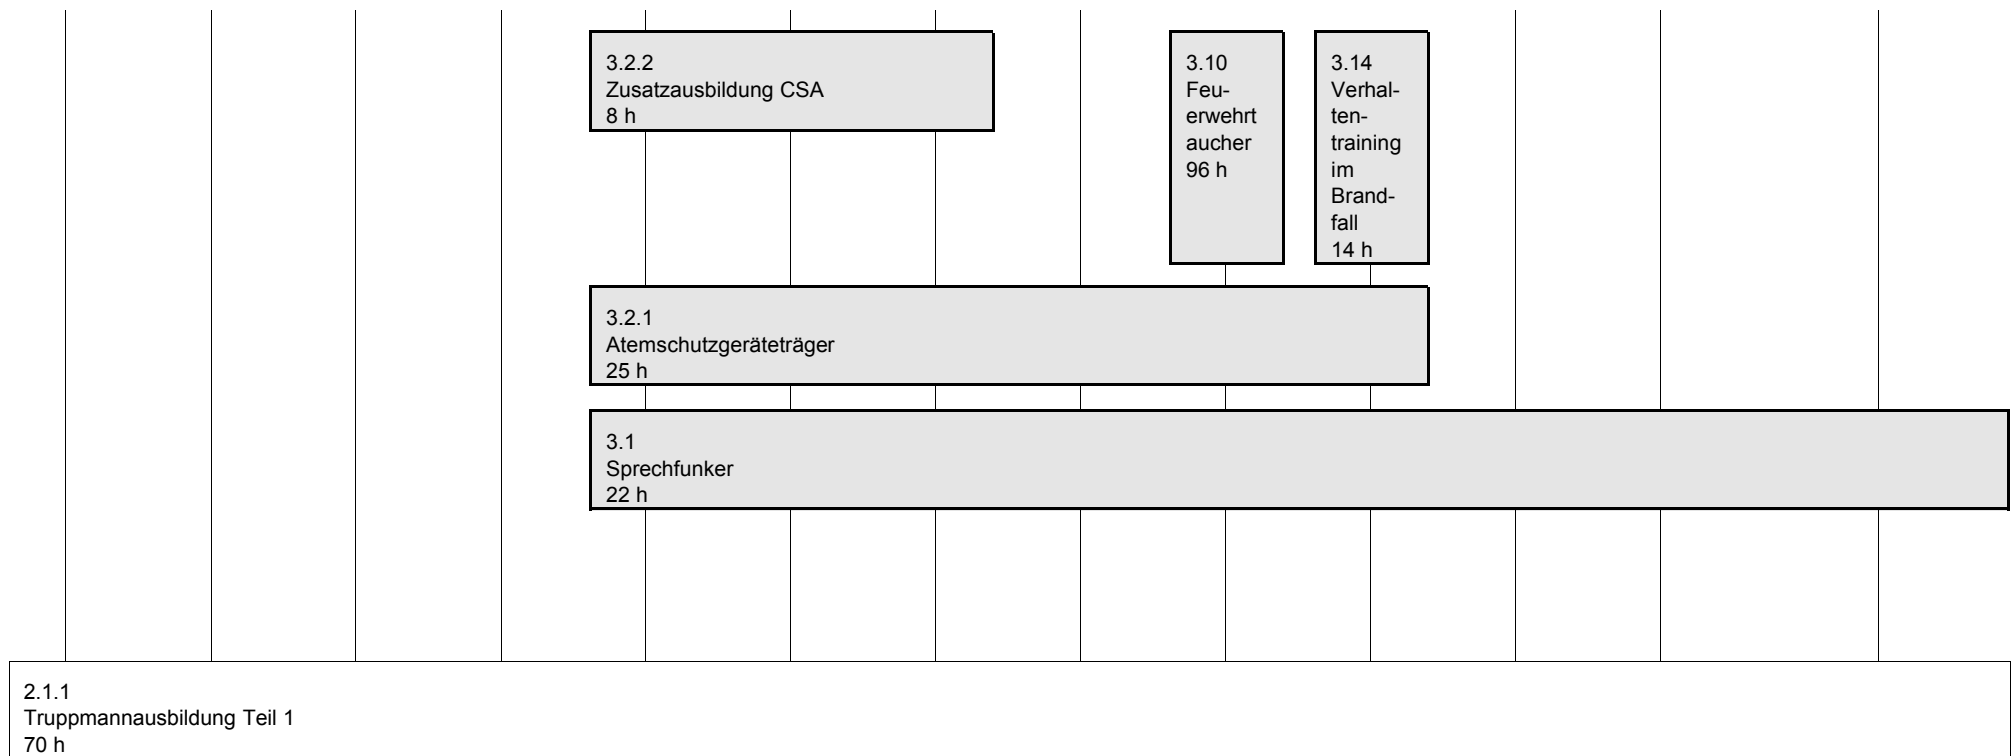 3.2.2
Zusatzausbildung CSA
8 h
3.10
Feu-
erwehrt
aucher
96 h
3.14
Verhal-
ten-
training
im
Brand-
fall
14 h
3.2.1
Atemschutzgeräteträger
25 h
3.1
Sprechfunker
22 h
2.1.1
Truppmannausbildung Teil 1
70 h